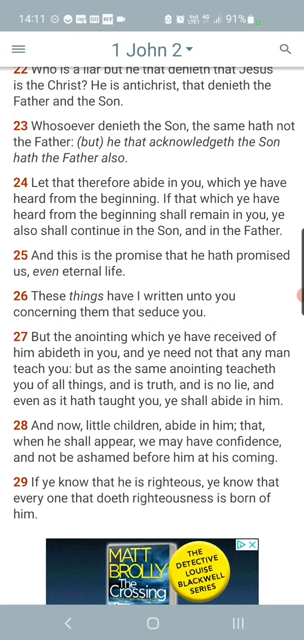 14:11
91%
1 John 2
22 Who is a liar but he that denieth that Jesus
is the Christ? He is antichrist, that denieth the
Father and the Son.
23 Whosoever denieth the Son, the same hath not
the Father: (but) he that acknowledgeth the Son
hath the Father also.
24 Let that therefore abide in you, which ye have
heard from the beginning. If that which ye have
heard from the beginning shall remain in you, ye
also shall continue in the Son, and in the Father.
25 And this is the promise that he hath promised
us, even eternal life.
26 These things have I written unto you
concerning them that seduce you.
27 But the anointing which ye have received of
him abideth in you, and ye need not that any man
teach you: but as the same anointing teacheth
you of all things, and is truth, and is no lie, and
even as it hath taught you, ye shall abide in him.
28 And now, little children, abide in him; that,
when he shall appear, we may have confidence,
and not be ashamed before him at his coming.
29 If ye know that he is righteous, ye know that
every one that doeth righteousness is born of
him.
MATT
BROLLY
The
Crossing
THE
DETECTIVE
LOUISE
BLACKWELL
SERIES